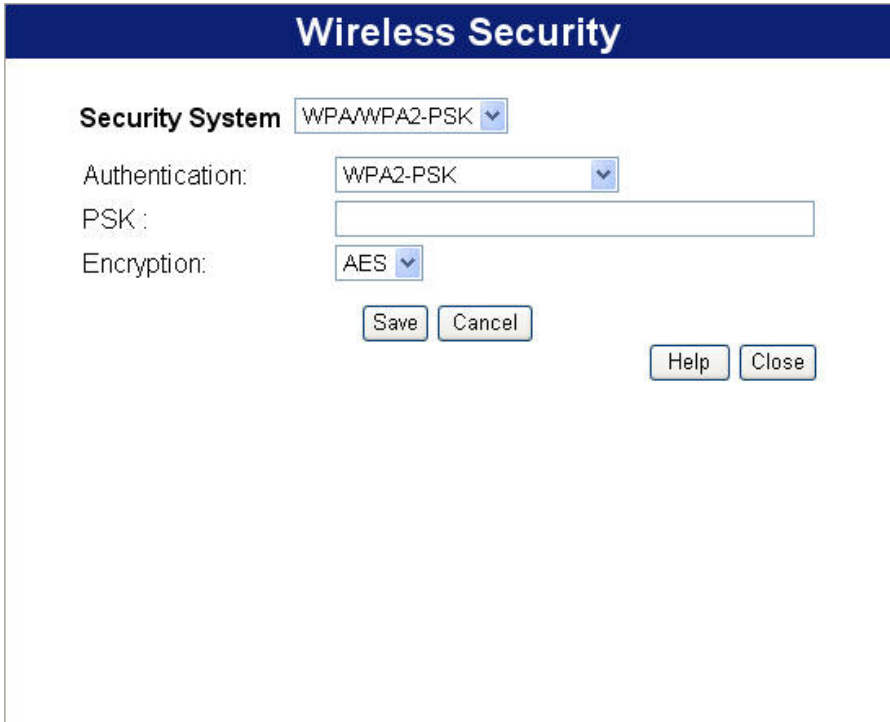 Wireless Security
Security System WPA/WPA2-PSK
Authentication: WPA2-PSK
PSK :
Encryption: AES
Save Cancel
Help Close